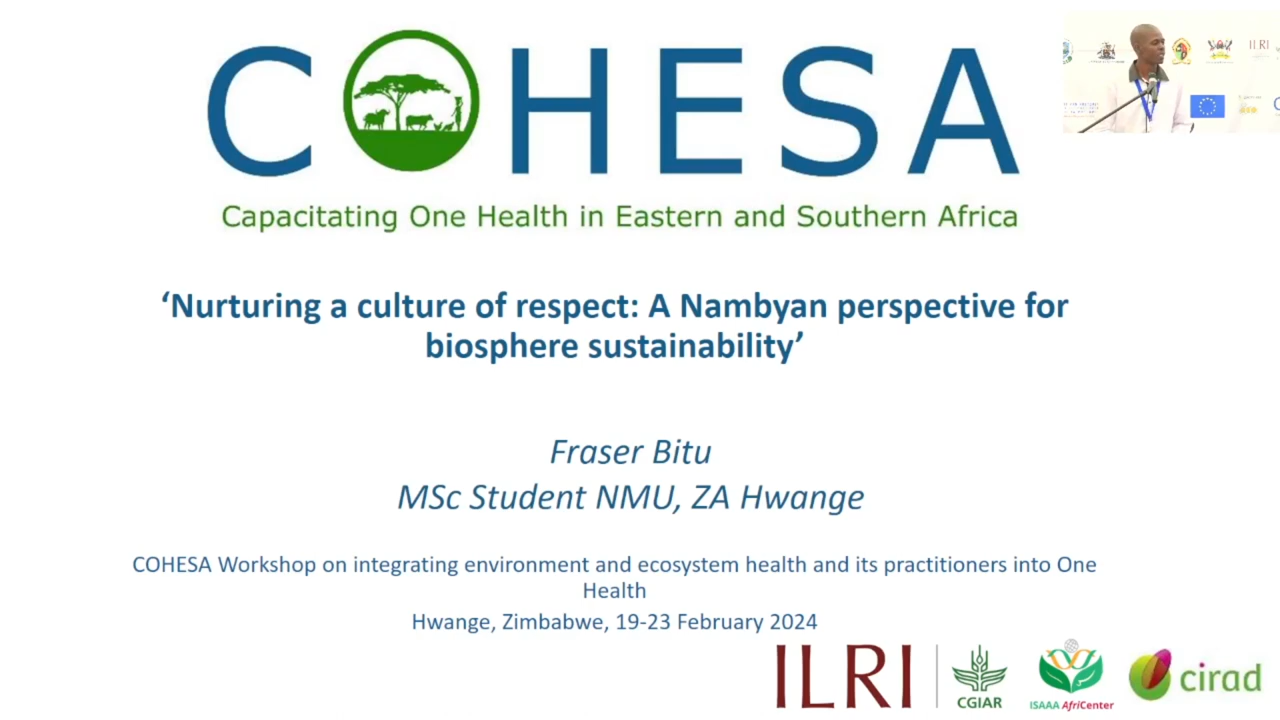 COHESA
Capacitating One Health in Eastern and Southern Africa
ILRI
‘Nurturing a culture of respect: A Nambyan perspective for
biosphere sustainability’
Fraser Bitu
MSc Student NMU, ZA Hwange
COHESA Workshop on integrating environment and ecosystem health and its practitioners into One
Health
Hwange, Zimbabwe, 19-23 February 2024
ILRI
CGIAR
ISAAA AfriCenter
cirad